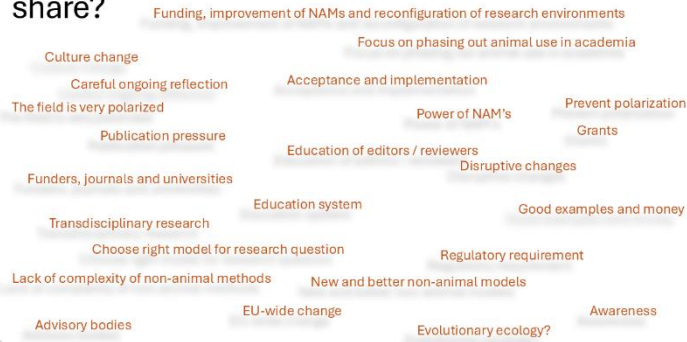 share?
Funding, improvement of NAMs and reconfiguration of research environments
Focus on phasing out animal use in academia
Culture change
Careful ongoing reflection
Acceptance and implementation
The field is very polarized
Power of NAM's
Prevent polarization
Publication pressure
Grants
Education of editors / reviewers
Disruptive changes
Funders, journals and universities
Education system
Good examples and money
Transdisciplinary research
Choose right model for research question
Regulatory requirement
Lack of complexity of non-animal methods
New and better non-animal models
EU-wide change
Awareness
Advisory bodies
Evolutionary ecology?